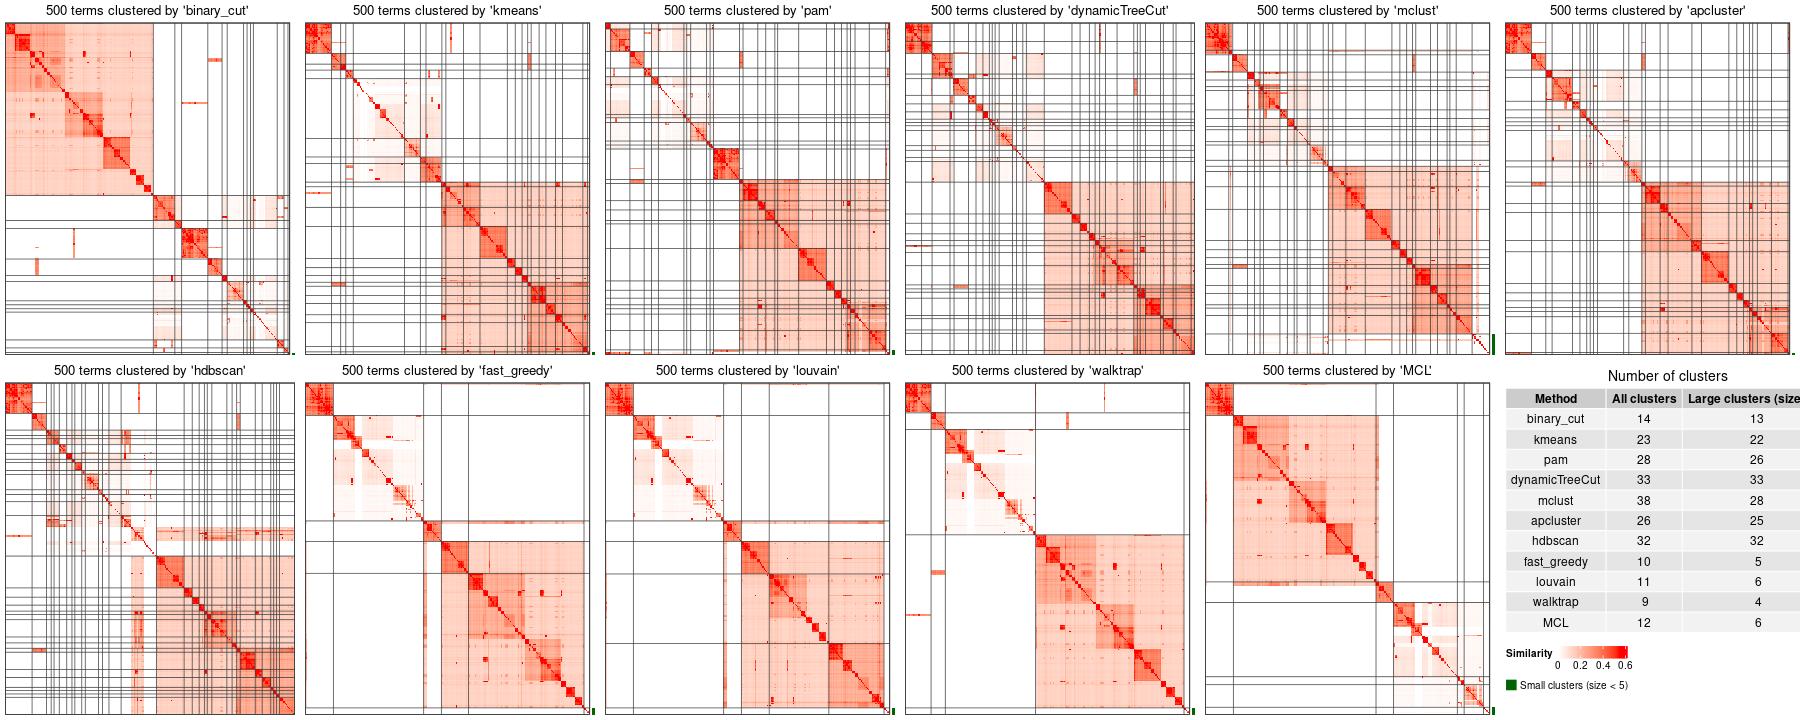 500 terms clustered by 'binary_cut'
500 terms clustered by 'kmeans'
500 terms clustered by 'pam'
500 terms clustered by 'dynamicTreeCut'
500 terms clustered by 'mclust'
500 terms clustered by 'apcluster'
500 terms clustered by 'hdbscan'
500 terms clustered by 'fast_greedy'
500 terms clustered by 'louvain'
500 terms clustered by 'walktrap'
500 terms clustered by 'MCL'
Number of clusters
Method All clusters Large clusters (size
binary_cut 14 13
kmeans 23 22
pam 28 26
dynamicTreeCut 33 33
mclust 38 28
apcluster 26 25
hdbscan 32 32
fast_greedy 10 5
louvain 11 6
walktrap 9 4
MCL 12 6
Similarity
0 0.2 0.4 0.6
Small clusters (size < 5)